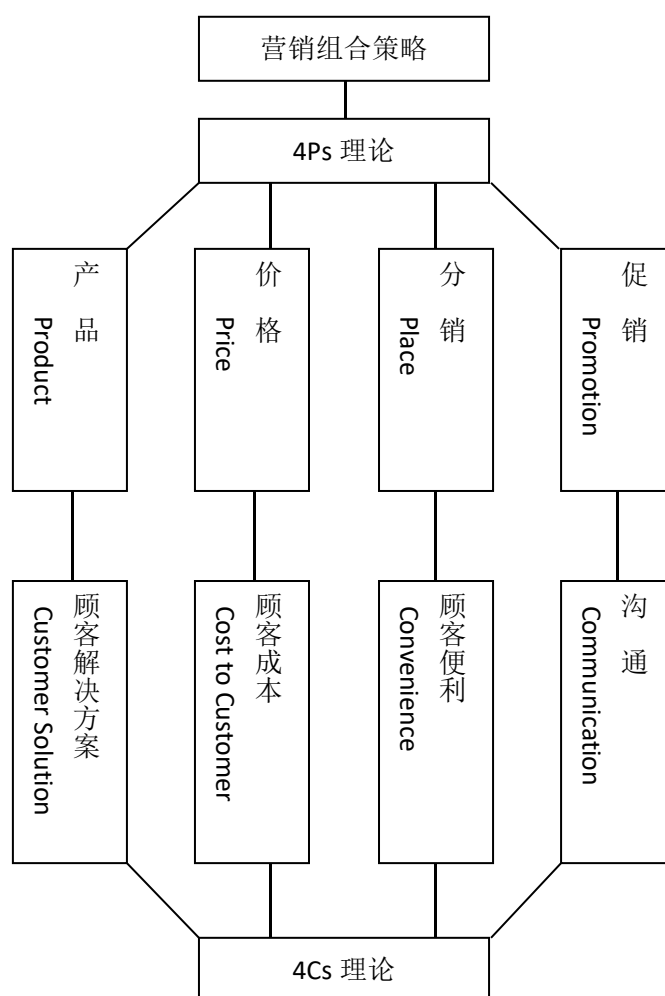 营销组合策略
4Ps 理论
产品
Product
价格
Price
分销
Place
促销
Promotion
顾客解决方案
Customer Solution
顾客成本
Cost to Customer
顾客便利
Convenience
沟通
Communication
4Cs 理论